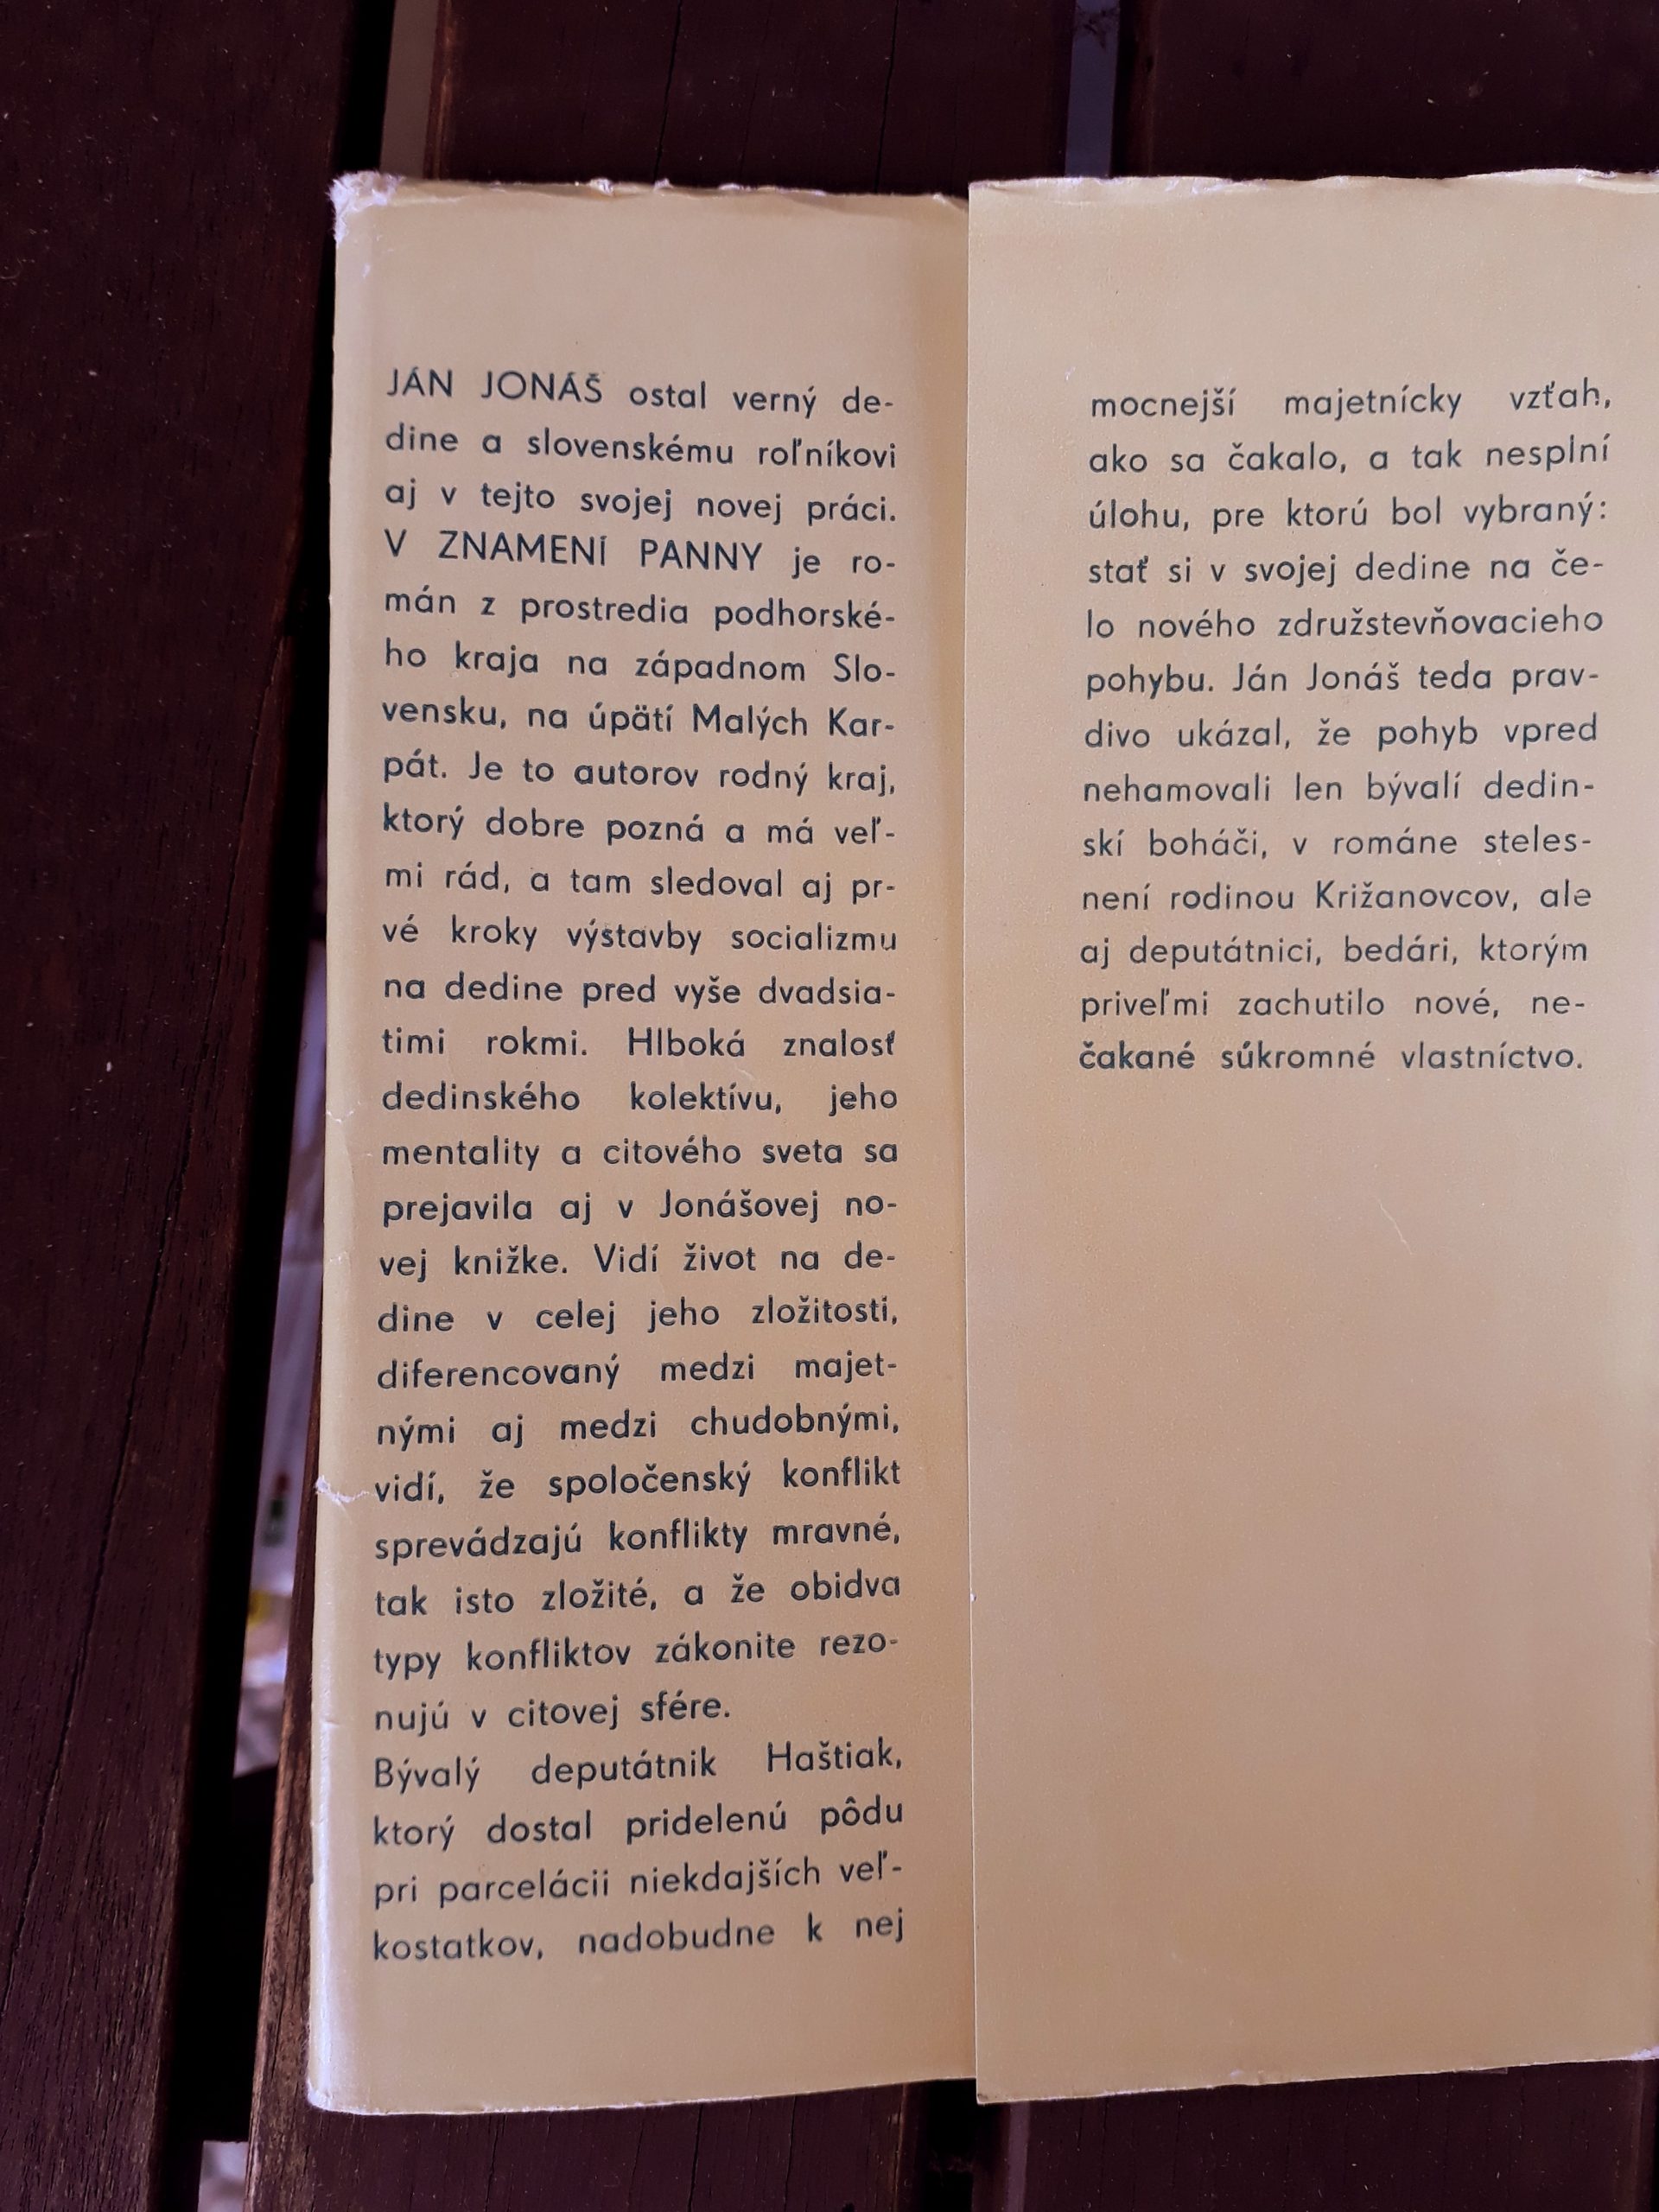 JÁN JONÁŠ ostal verný de-
dine a slovenskému roľníkovi
aj v tejto svojej novej práci.
V ZNAMENÍ PANNY je ro-
mán z prostredia podhorské-
ho kraja na západnom Slo-
vensku, na úpätí Malých Kar-
pát. Je to autorov rodný kraj,
ktorý dobre pozná a má veľ-
mi rád, a tam sledoval aj pr-
vé kroky výstavby socializmu
na dedine pred vyše dvadsia-
timi rokmi. Hlboká znalosť
dedinského kolektívu, jeho
mentality a citového sveta sa
prejavila aj v Jonášovej no-
vej knižke. Vidí život na de-
dine v celej jeho zložitosti,
diferencovaný medzi majet-
nými aj medzi chudobnými,
vidí, že spoločenský konflikt
sprevádzajú konflikty mravné,
tak isto zložité, a že obidva
typy konfliktov zákonite rezo-
nujú v citovej sfére.
Bývalý deputátnik Haštiak,
ktorý dostal pridelenú pôdu
pri parcelácii niekdajších veľ-
kostatkov, nadobudne k nej
mocnejší majetnícky vzťah,
ako sa čakalo, a tak nesplní
úlohu, pre ktorú bol vybraný:
stať si v svojej dedine na če-
lo nového združstevňovacieho
pohybu. Ján Jonáš teda prav-
divo ukázal, že pohyb vpred
nehamovali len bývalí dedin-
skí boháči, v románe steles-
není rodinou Križanovcov, ale
aj deputátnici, bedári, ktorým
priveľmi zachutilo nové, ne-
čakané súkromné vlastníctvo.